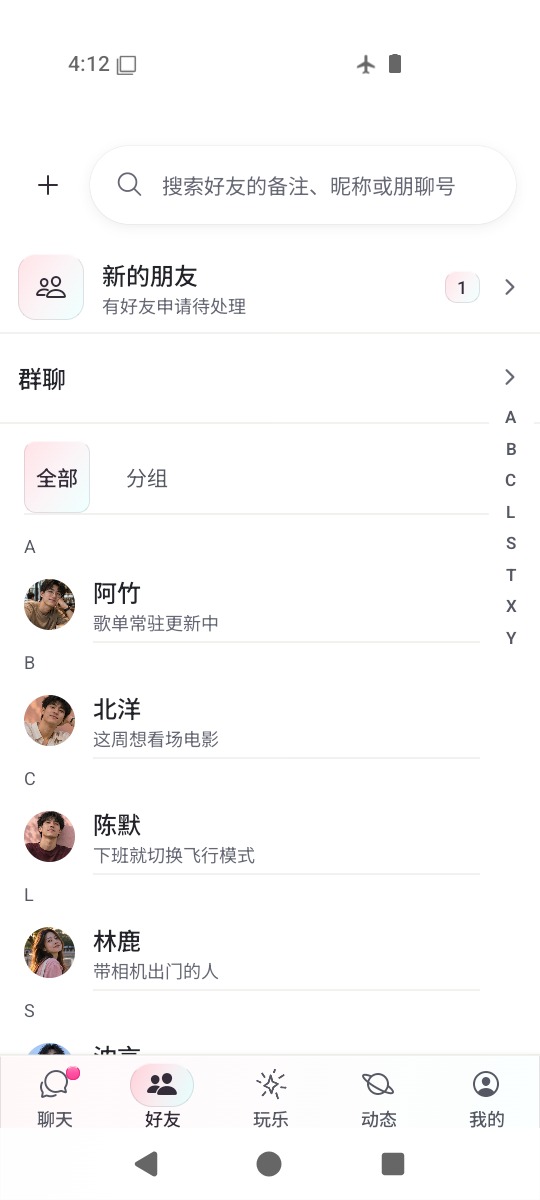 4:12
搜索好友的备注、昵称或朋聊号
新的朋友
有好友申请待处理
1
群聊
A
B
C
L
S
T
X
Y
全部
分组
A
阿竹
歌单常驻更新中
B
北洋
这周想看场电影
C
陈默
下班就切换飞行模式
L
林鹿
带相机出门的人
S
聊天
好友
玩乐
动态
我的